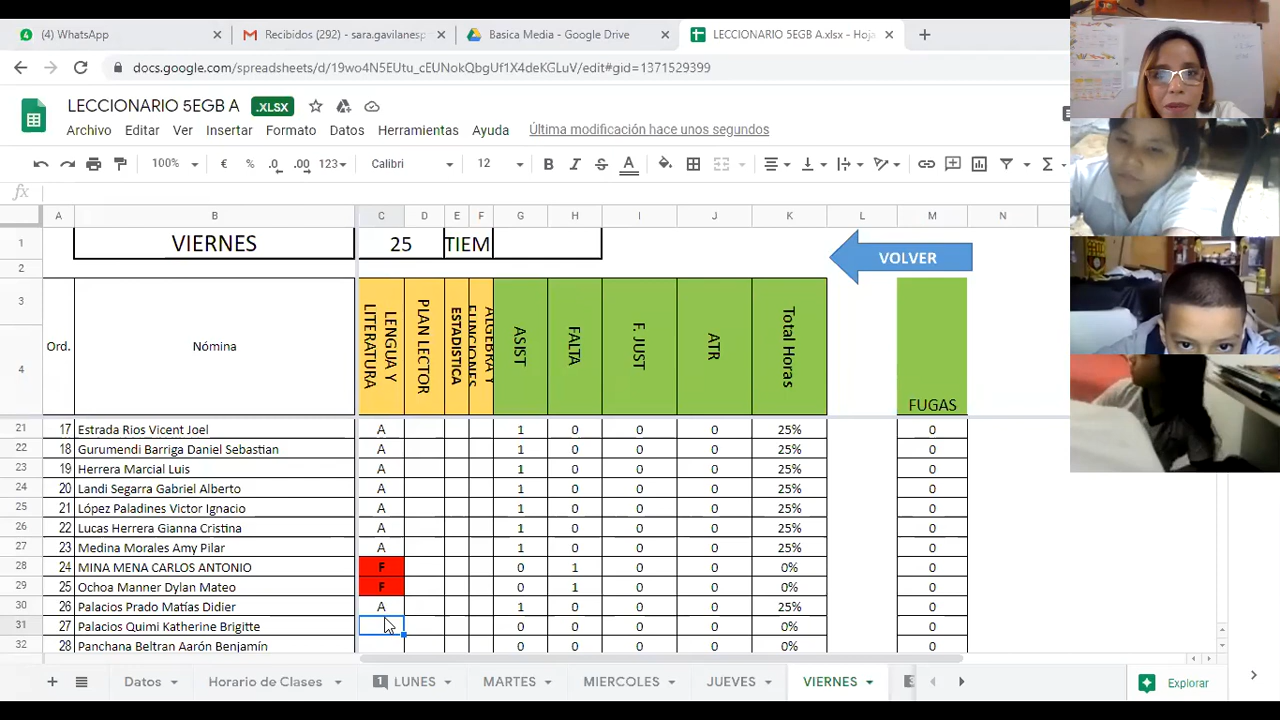 (4) WhatsApp
Recibidos (292) - sara.gavilanesp
Basica Media - Google Drive
LECCIONARIO 5EGB A.xlsx - Hoja
LECCIONARIO 5EGB A .XLSX
Archivo Editar Ver Insertar Formato Datos Herramientas Ayuda Última modificación hace unos segundos
100% € % .0 .00 123 Calibri 12 B I S A
fx
A B C D E F G H I J K L M N
1 VIERNES 25 TIEM VOLVER
2
3
4
Ord. Nómina LENGUA Y LITERATURA PLAN LECTOR ESTADISTICA ALGEBRA Y FUNCIONES ASIST FALTA F. JUST ATR Total Horas FUGAS
21 17 Estrada Rios Vicent Joel A 1 0 0 0 25% 0
22 18 Gurumendi Barriga Daniel Sebastian A 1 0 0 0 25% 0
23 19 Herrera Marcial Luis A 1 0 0 0 25% 0
24 20 Landi Segarra Gabriel Alberto A 1 0 0 0 25% 0
25 21 López Paladines Victor Ignacio A 1 0 0 0 25% 0
26 22 Lucas Herrera Gianna Cristina A 1 0 0 0 25% 0
27 23 Medina Morales Amy Pilar A 1 0 0 0 25% 0
28 24 MINA MENA CARLOS ANTONIO F 0 1 0 0 0% 0
29 25 Ochoa Manner Dylan Mateo F 0 1 0 0 0% 0
30 26 Palacios Prado Matías Didier A 1 0 0 0 25% 0
31 27 Palacios Quimi Katherine Brigitte 0 0 0 0 0% 0
32 28 Panchana Beltran Aarón Benjamín 0 0 0 0 0% 0
Datos Horario de Clases 1 LUNES MARTES MIERCOLES JUEVES VIERNES Explorar